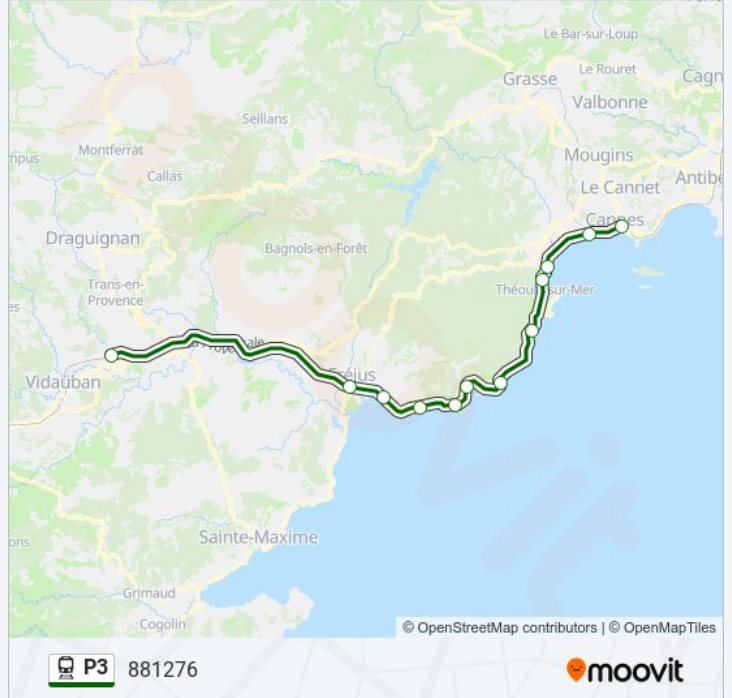 Le Bar-sur-Loup
Grasse
Le Rouret
Cagn
Valbonne
Seillans
Montferrat
Mougins
mpus
Callas
Le Cannet
Antibe
Cannes
Draguignan
Bagnols-en-Forêt
Trans-en-
Provence
es
Théoule-sur-Mer
Vidauban
Fréjus
Sainte-Maxime
ons
Grimaud
Cogolin
© OpenStreetMap contributors | © OpenMapTiles
P3 881276
moovit